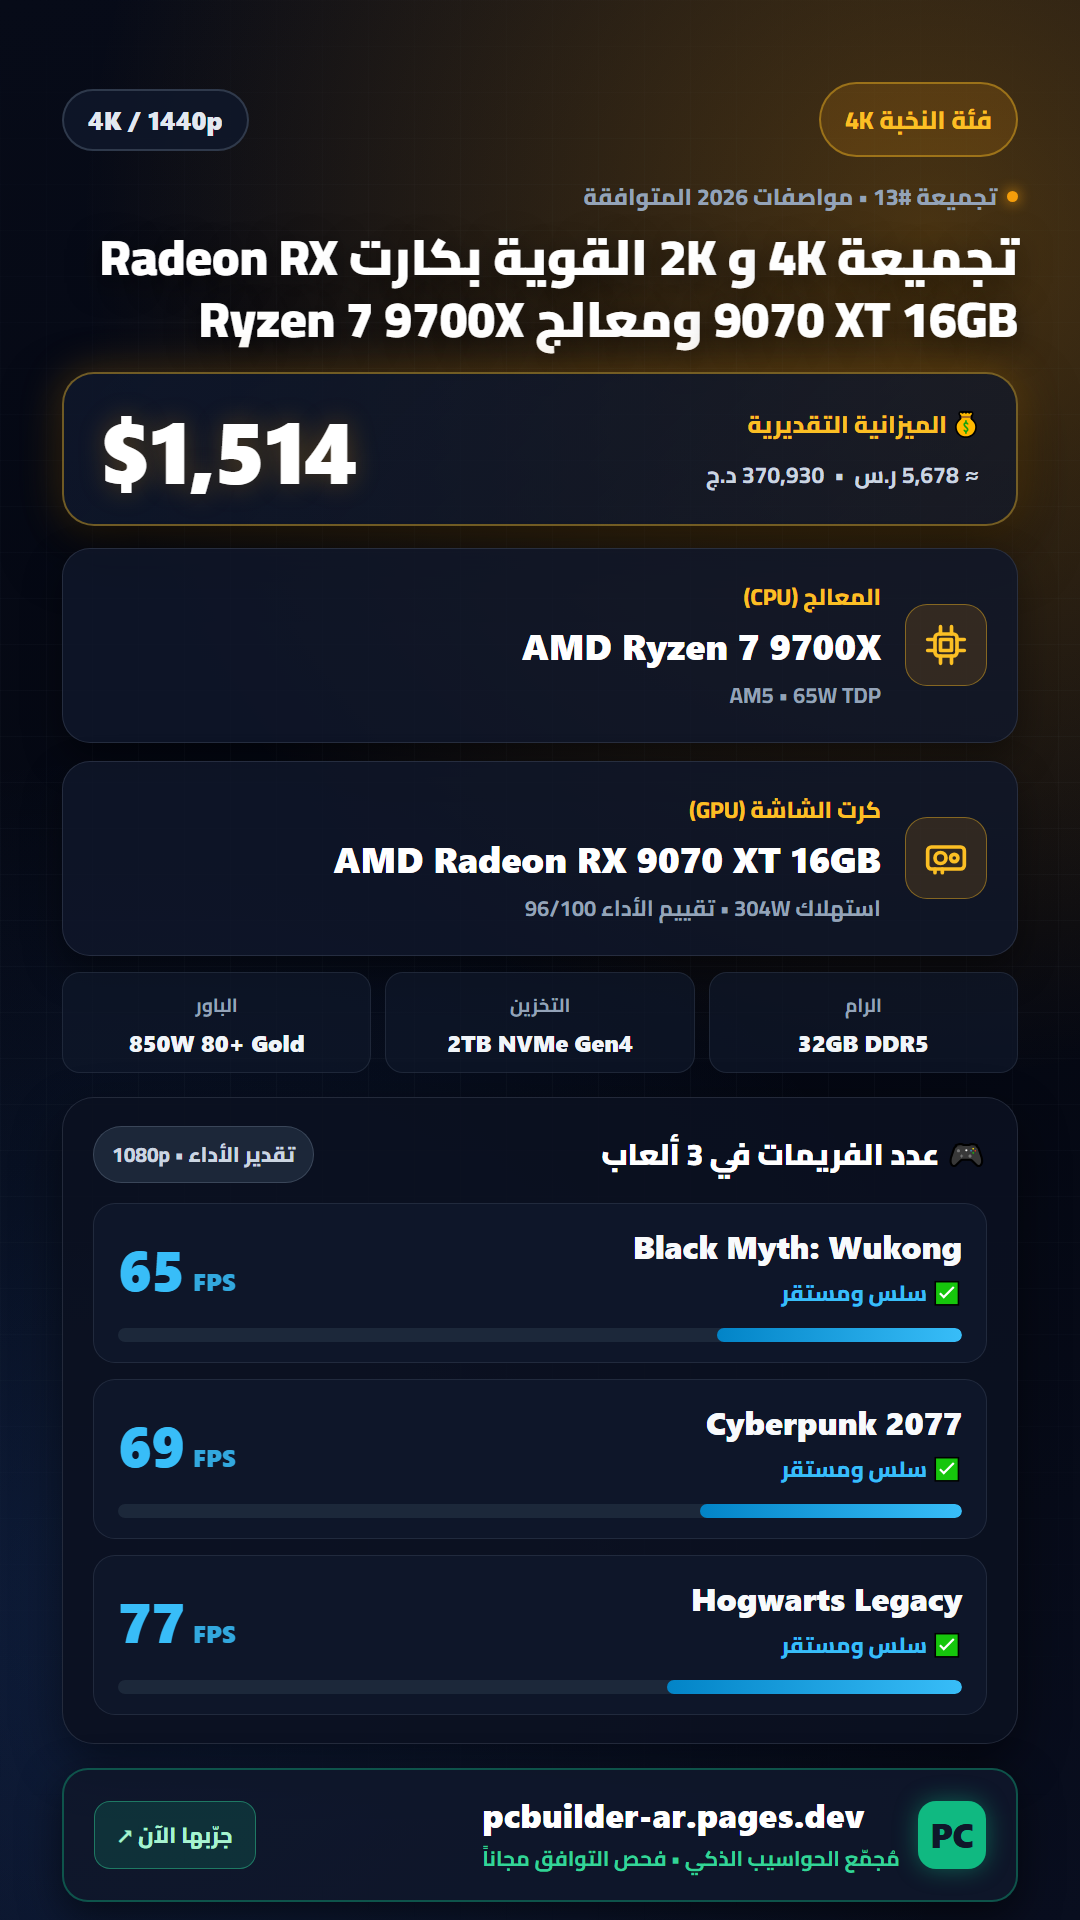 فئة النخبة 4K
4K / 1440p
تجميعة #13 ▪ مواصفات 2026 المتوافقة
تجميعة 4K و 2K القوية بكارت Radeon RX
9070 XT 16GB ومعالج Ryzen 7 9700X
💰 الميزانية التقديرية
≈ 5,678 ر.س ▪ 370,930 د.ج
$1,514
المعالج (CPU)
AMD Ryzen 7 9700X
AM5 ▪ 65W TDP
كرت الشاشة (GPU)
AMD Radeon RX 9070 XT 16GB
استهلاك 304W ▪ تقييم الأداء 96/100
الرام
32GB DDR5
التخزين
2TB NVMe Gen4
الباور
850W 80+ Gold
🎮 عدد الفريمات في 3 ألعاب
تقدير الأداء ▪ 1080p
Black Myth: Wukong
✅ سلس ومستقر
65 FPS
Cyberpunk 2077
✅ سلس ومستقر
69 FPS
Hogwarts Legacy
✅ سلس ومستقر
77 FPS
PC
pcbuilder-ar.pages.dev
مُجمّع الحواسيب الذكي ▪ فحص التوافق مجاناً
جرّبها الآن ↗